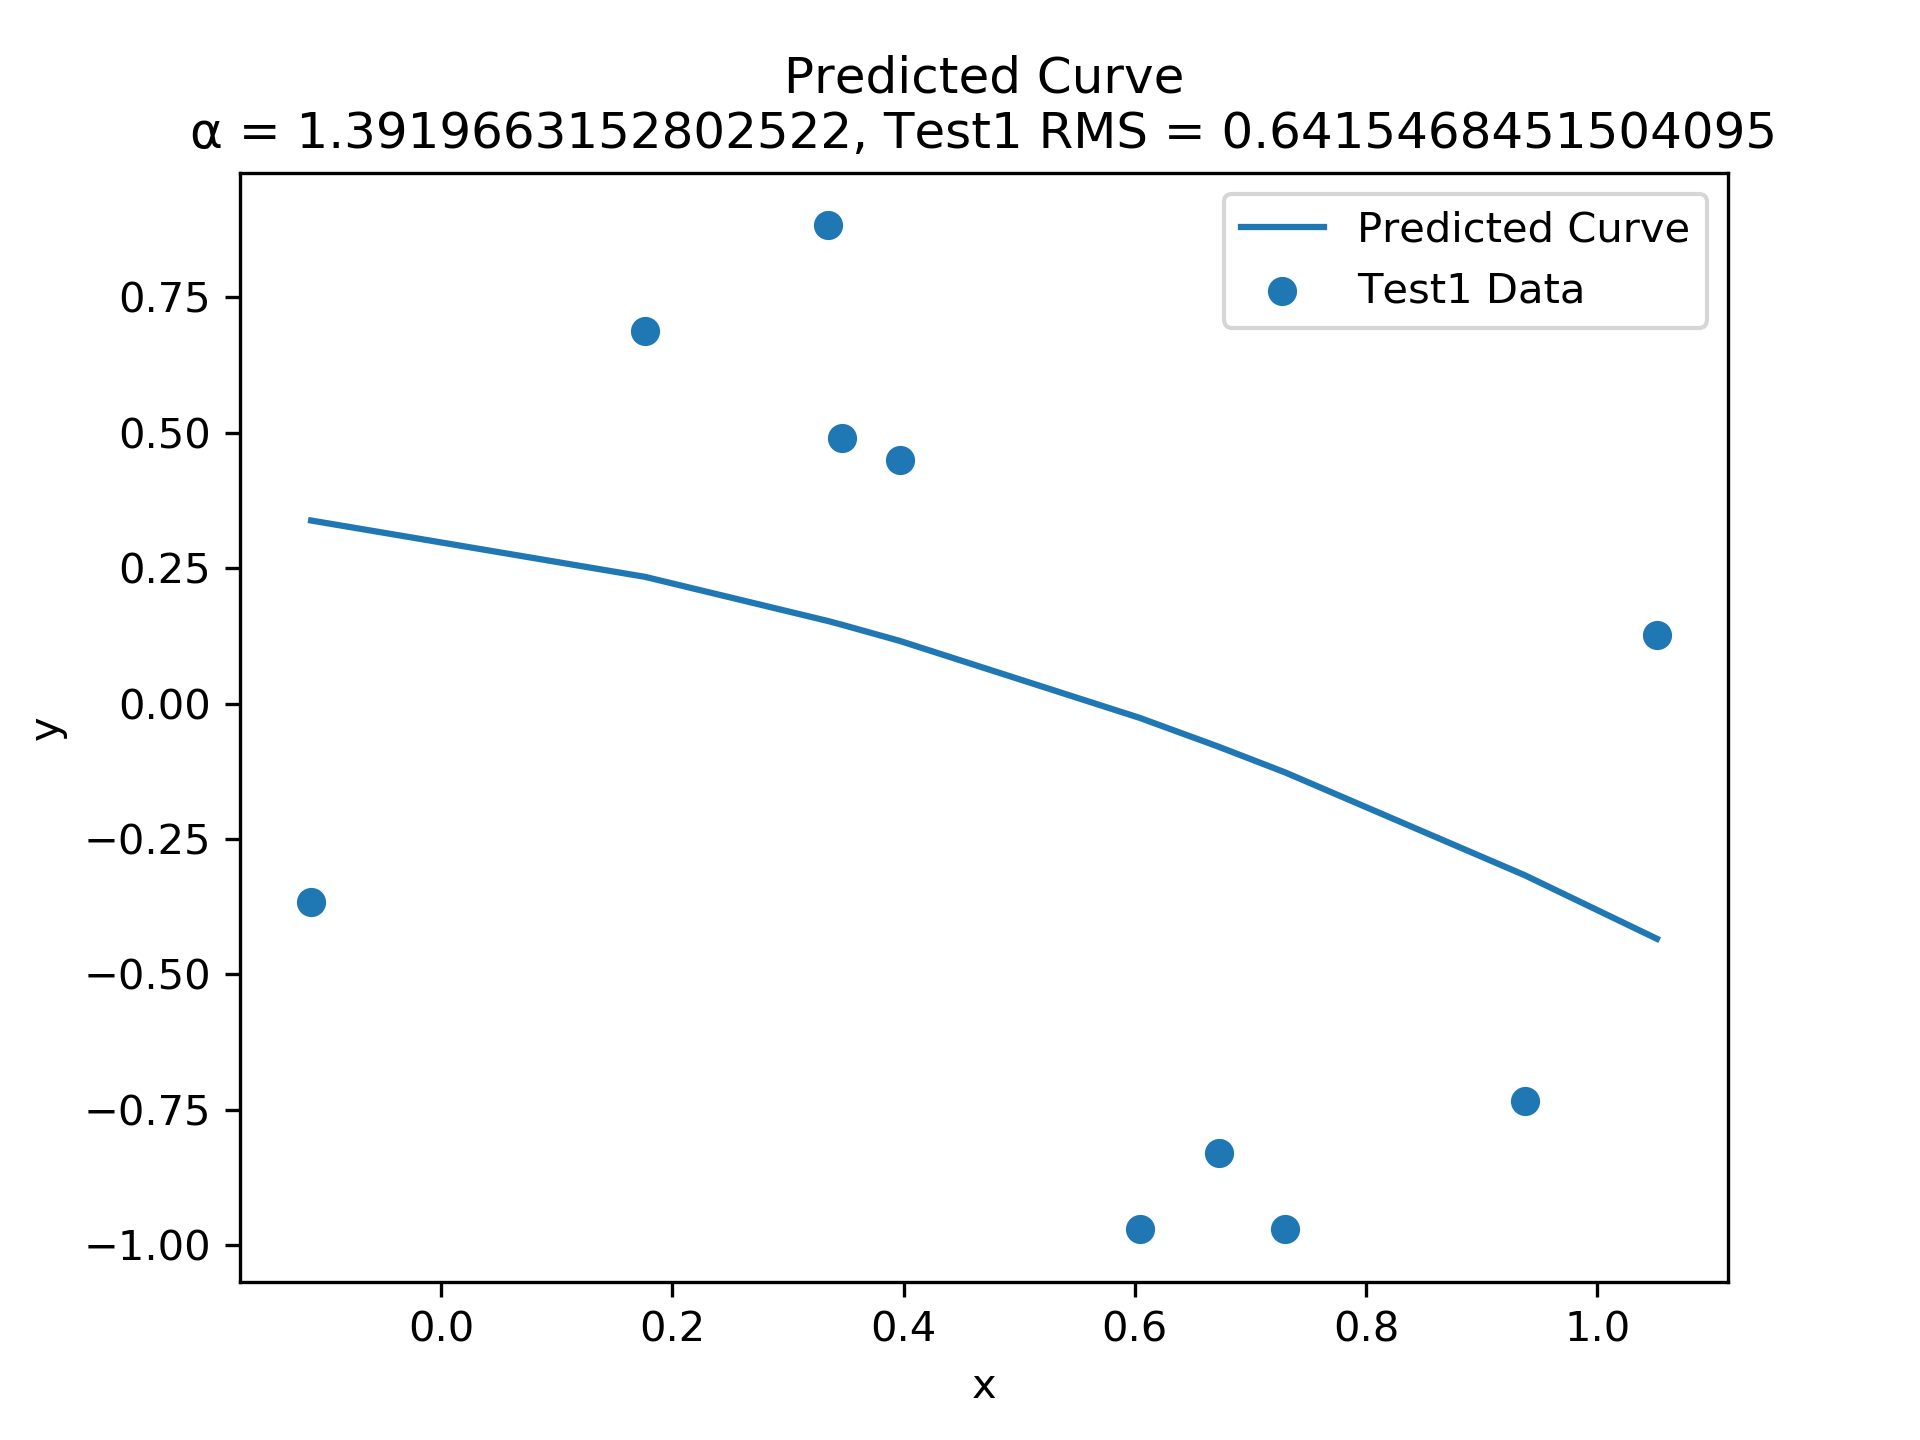 Predicted Curve
α = 1.3919663152802522, Test1 RMS = 0.6415468451504095
Predicted Curve
Test1 Data
0.75
0.50
0.25
0.00
−0.25
−0.50
−0.75
−1.00
y
0.0 0.2 0.4 0.6 0.8 1.0
x